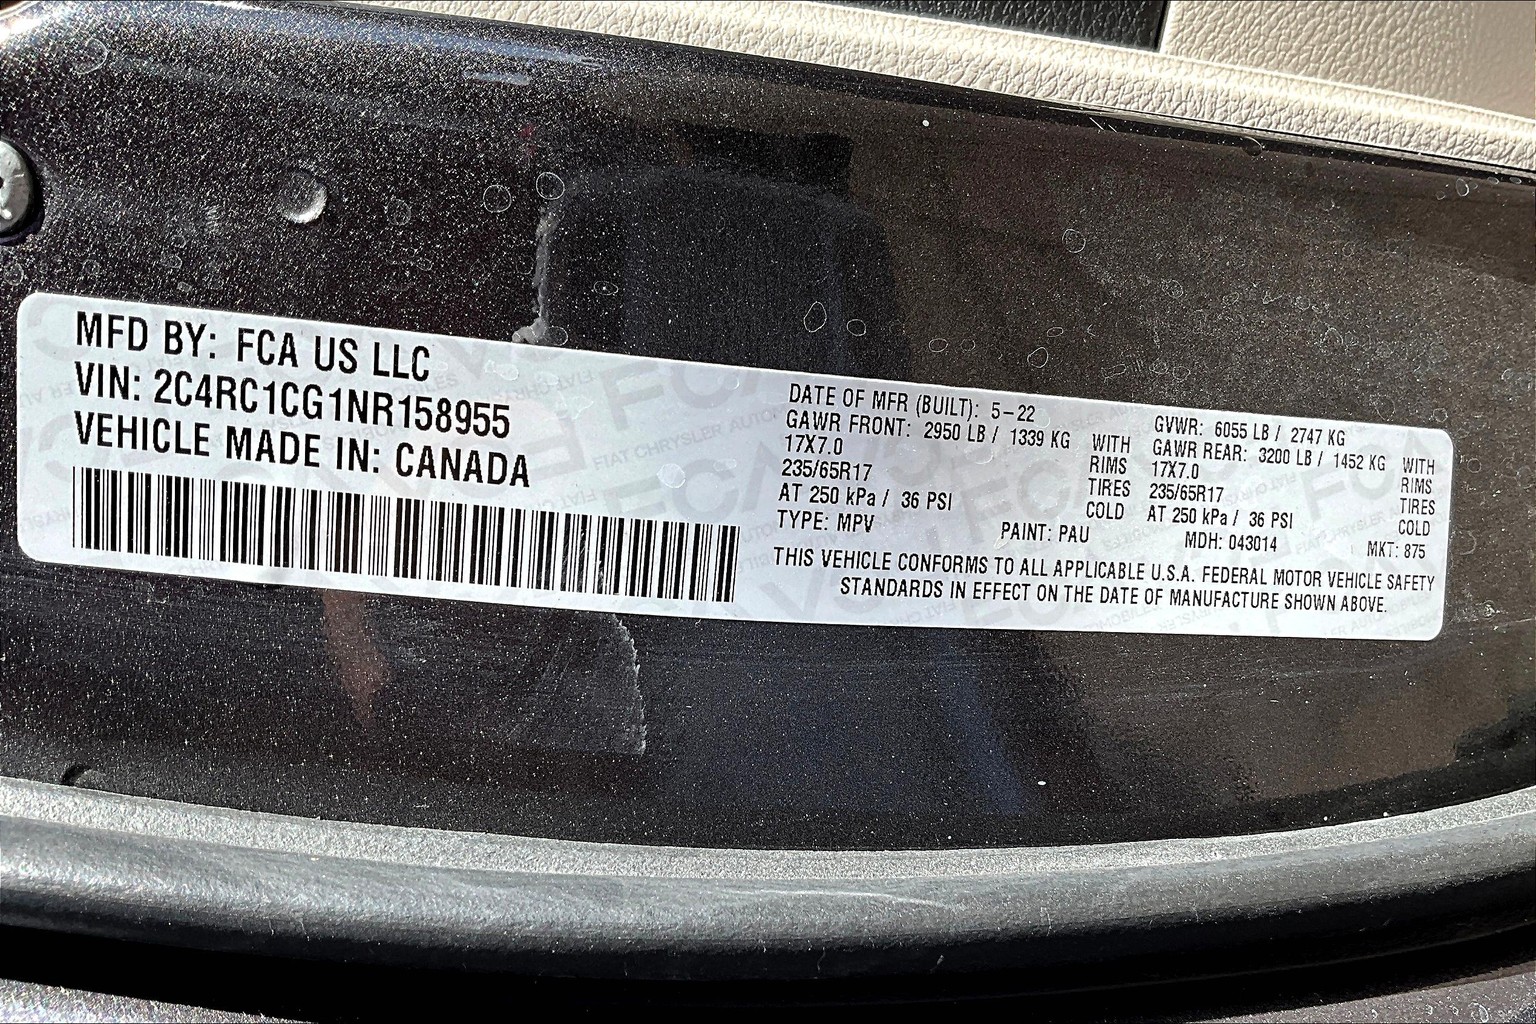 MFD BY: FCA US LLC
VIN: 2C4RC1CG1NR158955
VEHICLE MADE IN: CANADA
DATE OF MFR (BUILT): 5-22
GAWR FRONT: 2950 LB / 1339 KG WITH
17X7.0 RIMS
235/65R17 TIRES
AT 250 kPa / 36 PSI COLD
TYPE: MPV PAINT: PAU
GVWR: 6055 LB / 2747 KG
GAWR REAR: 3200 LB / 1452 KG WITH
17X7.0 RIMS
235/65R17 TIRES
AT 250 kPa / 36 PSI COLD
MDH: 043014 MKT: 875
THIS VEHICLE CONFORMS TO ALL APPLICABLE U.S.A. FEDERAL MOTOR VEHICLE SAFETY
STANDARDS IN EFFECT ON THE DATE OF MANUFACTURE SHOWN ABOVE.